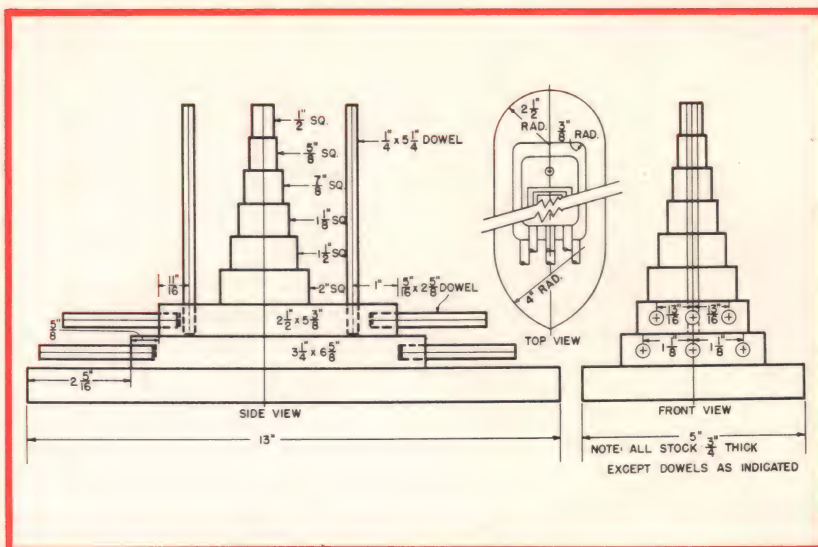 1/2" SQ.
5/8" SQ.
7/8" SQ.
1 1/8" SQ.
1 1/2" SQ.
2" SQ
1/4" x 5 1/4" DOWEL
11/16"
1"
5/16" x 2 5/8" DOWEL
2 1/2" x 5 3/8"
5/8"
3 1/4" x 6 5/8"
2 5/16"
SIDE VIEW
13"
2 1/2" RAD.
3/8" RAD.
4" RAD.
TOP VIEW
1 1/8" 1 1/8"
FRONT VIEW
5"
NOTE: ALL STOCK 3/4" THICK
EXCEPT DOWELS AS INDICATED